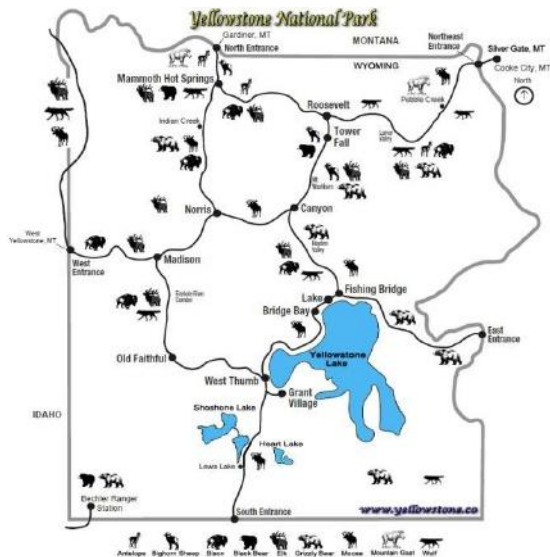 Yellowstone National Park
Gardiner, MT
North Entrance
MONTANA
WYOMING
Northeast
Entrance
Silver Gate, MT
Cooke City, MT
North
Mammoth Hot Springs
Indian Creek
Roosevelt
Tower
Fall
Pebble Creek
Lamar
Valley
Mt
Washburn
Norris
Canyon
West
Yellowstone, MT
West
Entrance
Madison
Hayden
Valley
Fishing Bridge
Lake
Bridge Bay
East
Entrance
Old Faithful
Yellowstone
Lake
West Thumb
Grant
Village
Shoshone Lake
Heart Lake
Lewis Lake
IDAHO
Bechler Ranger
Station
South Entrance
www.yellowstone.co
Antelope Bighorn Sheep Bison Black Bear Elk Grizzly Bear Moose Mountain Goat Wolf